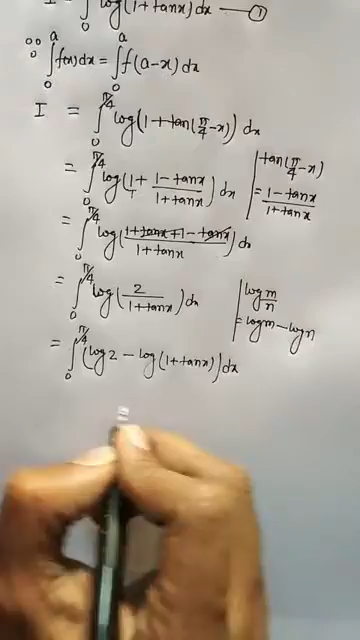 I = ∫₀ log(1+tanx)dx —①
∵ ∫₀ᵃ f(x)dx = ∫₀ᵃ f(a-x)dx
I = ∫₀^(π/4) log(1+tan(π/4-x))dx
= ∫₀^(π/4) log(1+ (1-tanx)/(1+tanx))dx | tan(π/4-x) = (1-tanx)/(1+tanx)
= ∫₀^(π/4) log((1+tanx+1-tanx)/(1+tanx))dx
= ∫₀^(π/4) log(2/(1+tanx))dx | log m/n = logm-logn
= ∫₀^(π/4) (log2-log(1+tanx))dx
=